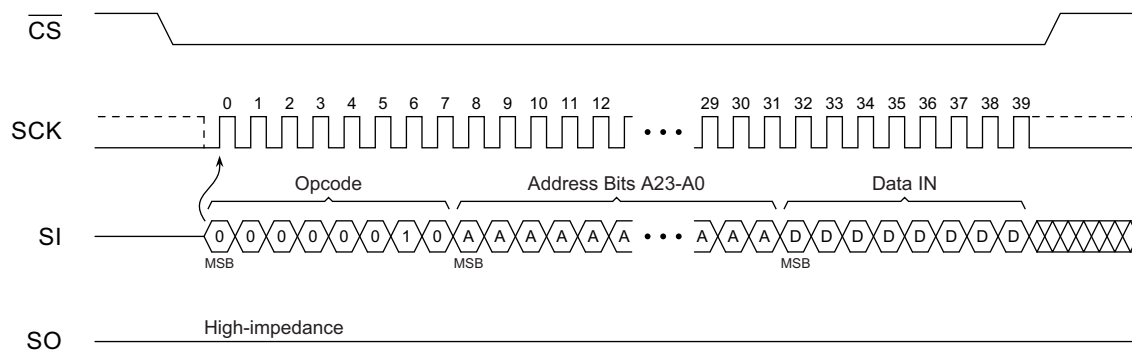 CS
0 1 2 3 4 5 6 7 8 9 10 11 12 29 30 31 32 33 34 35 36 37 38 39
SCK
Opcode Address Bits A23-A0 Data IN
SI 0 0 0 0 0 0 1 0 A A A A A A A A A D D D D D D D D
MSB MSB MSB
High-impedance
SO